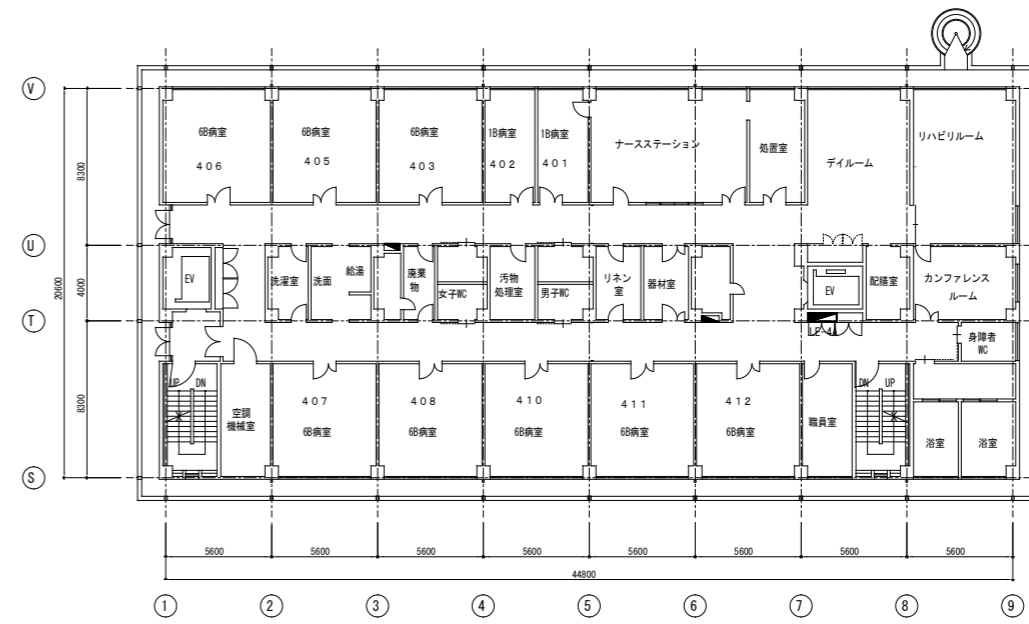 V
6B病室
6B病室
6B病室
1B病室
1B病室
ナースステーション
処置室
デイルーム
リハビリルーム
406
405
403
402
401
8300
U
EV
洗濯室
洗面
給湯
廃棄
物
女子WC
汚物
処理室
男子WC
リネン
室
器材室
EV
配膳室
カンファレンス
ルーム
20600
4000
T
LE-4A
身障者
WC
UP
DN
空調
機械室
407
6B病室
408
6B病室
410
6B病室
411
6B病室
412
6B病室
職員室
DN
UP
浴室
浴室
8300
S
5600
5600
5600
5600
5600
5600
5600
5600
44800
1
2
3
4
5
6
7
8
9